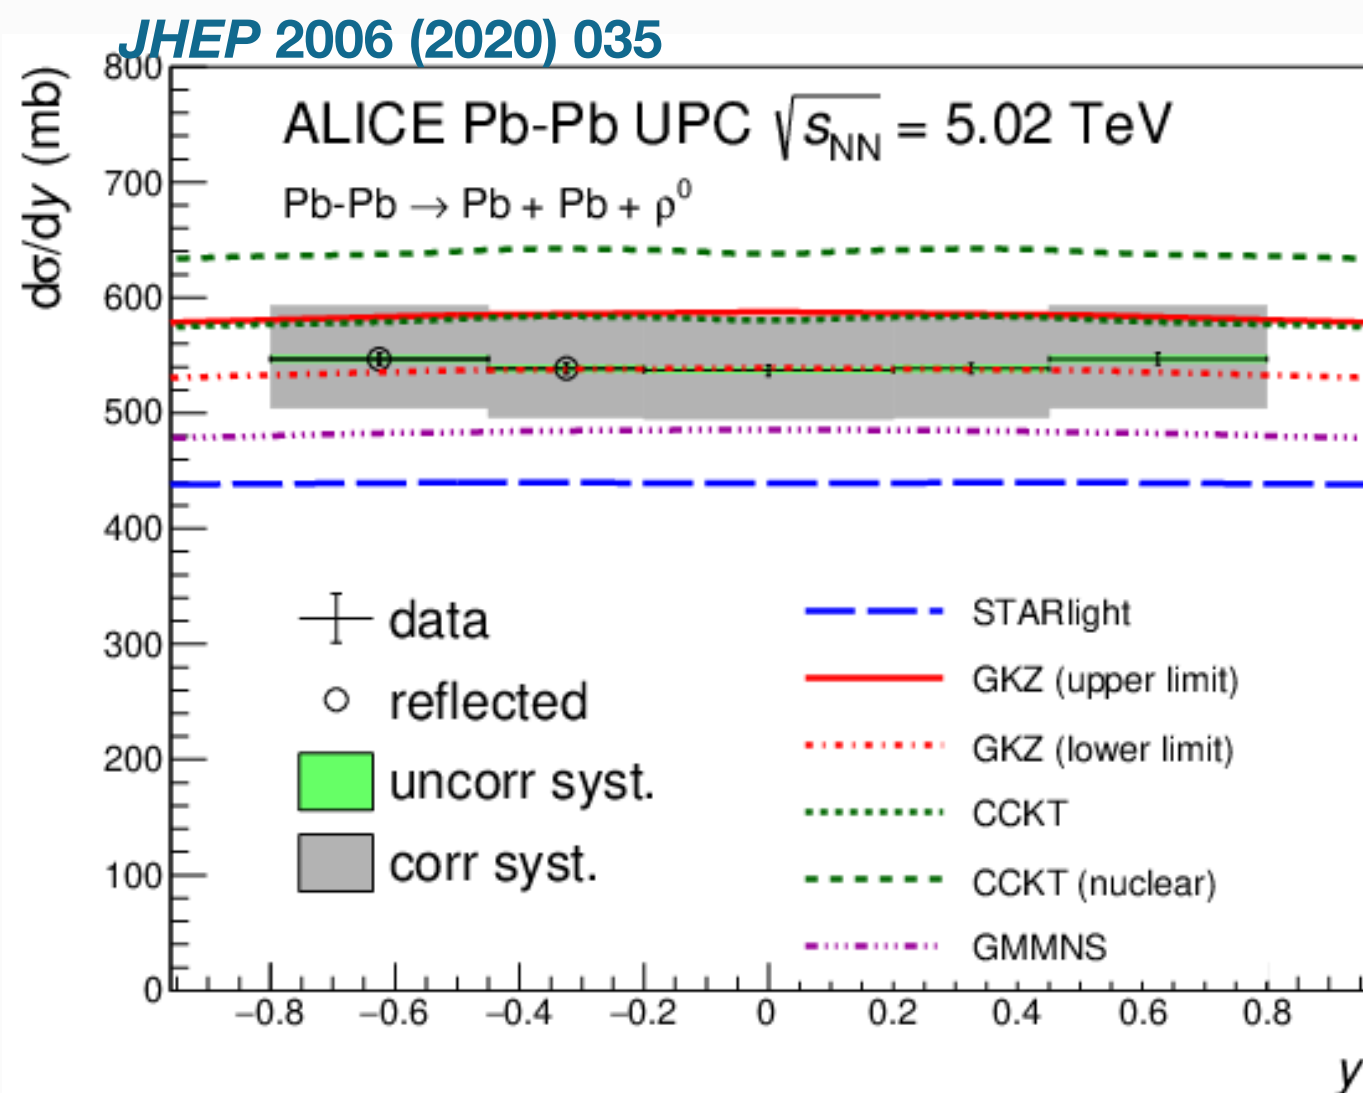 JHEP 2006 (2020) 035
dσ/dy (mb)
800
700
600
500
400
300
200
100
0
ALICE Pb-Pb UPC √sNN = 5.02 TeV
Pb-Pb → Pb + Pb + ρ0
data
reflected
uncorr syst.
corr syst.
STARlight
GKZ (upper limit)
GKZ (lower limit)
CCKT
CCKT (nuclear)
GMMNS
−0.8 −0.6 −0.4 −0.2 0 0.2 0.4 0.6 0.8
y